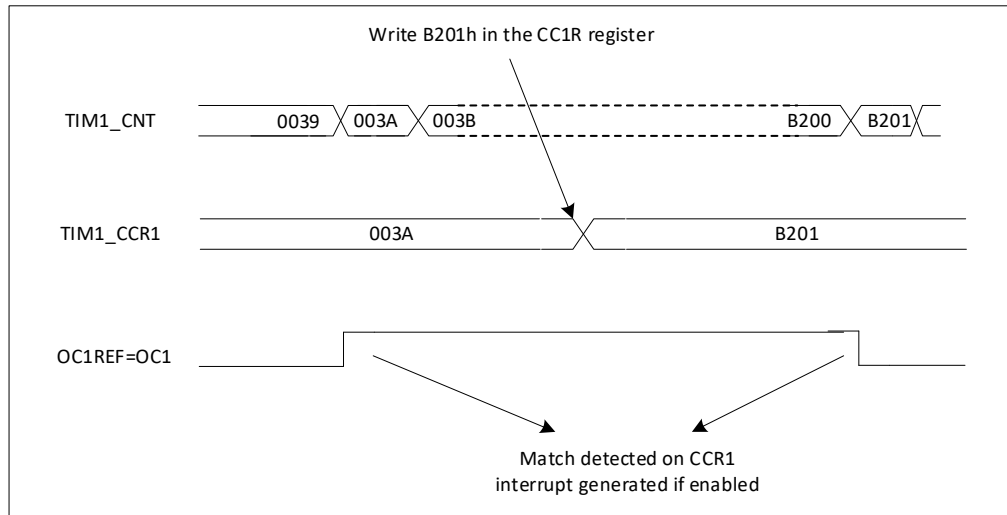 Write B201h in the CC1R register
TIM1_CNT 0039 003A 003B B200 B201
TIM1_CCR1 003A B201
OC1REF=OC1
Match detected on CCR1
interrupt generated if enabled